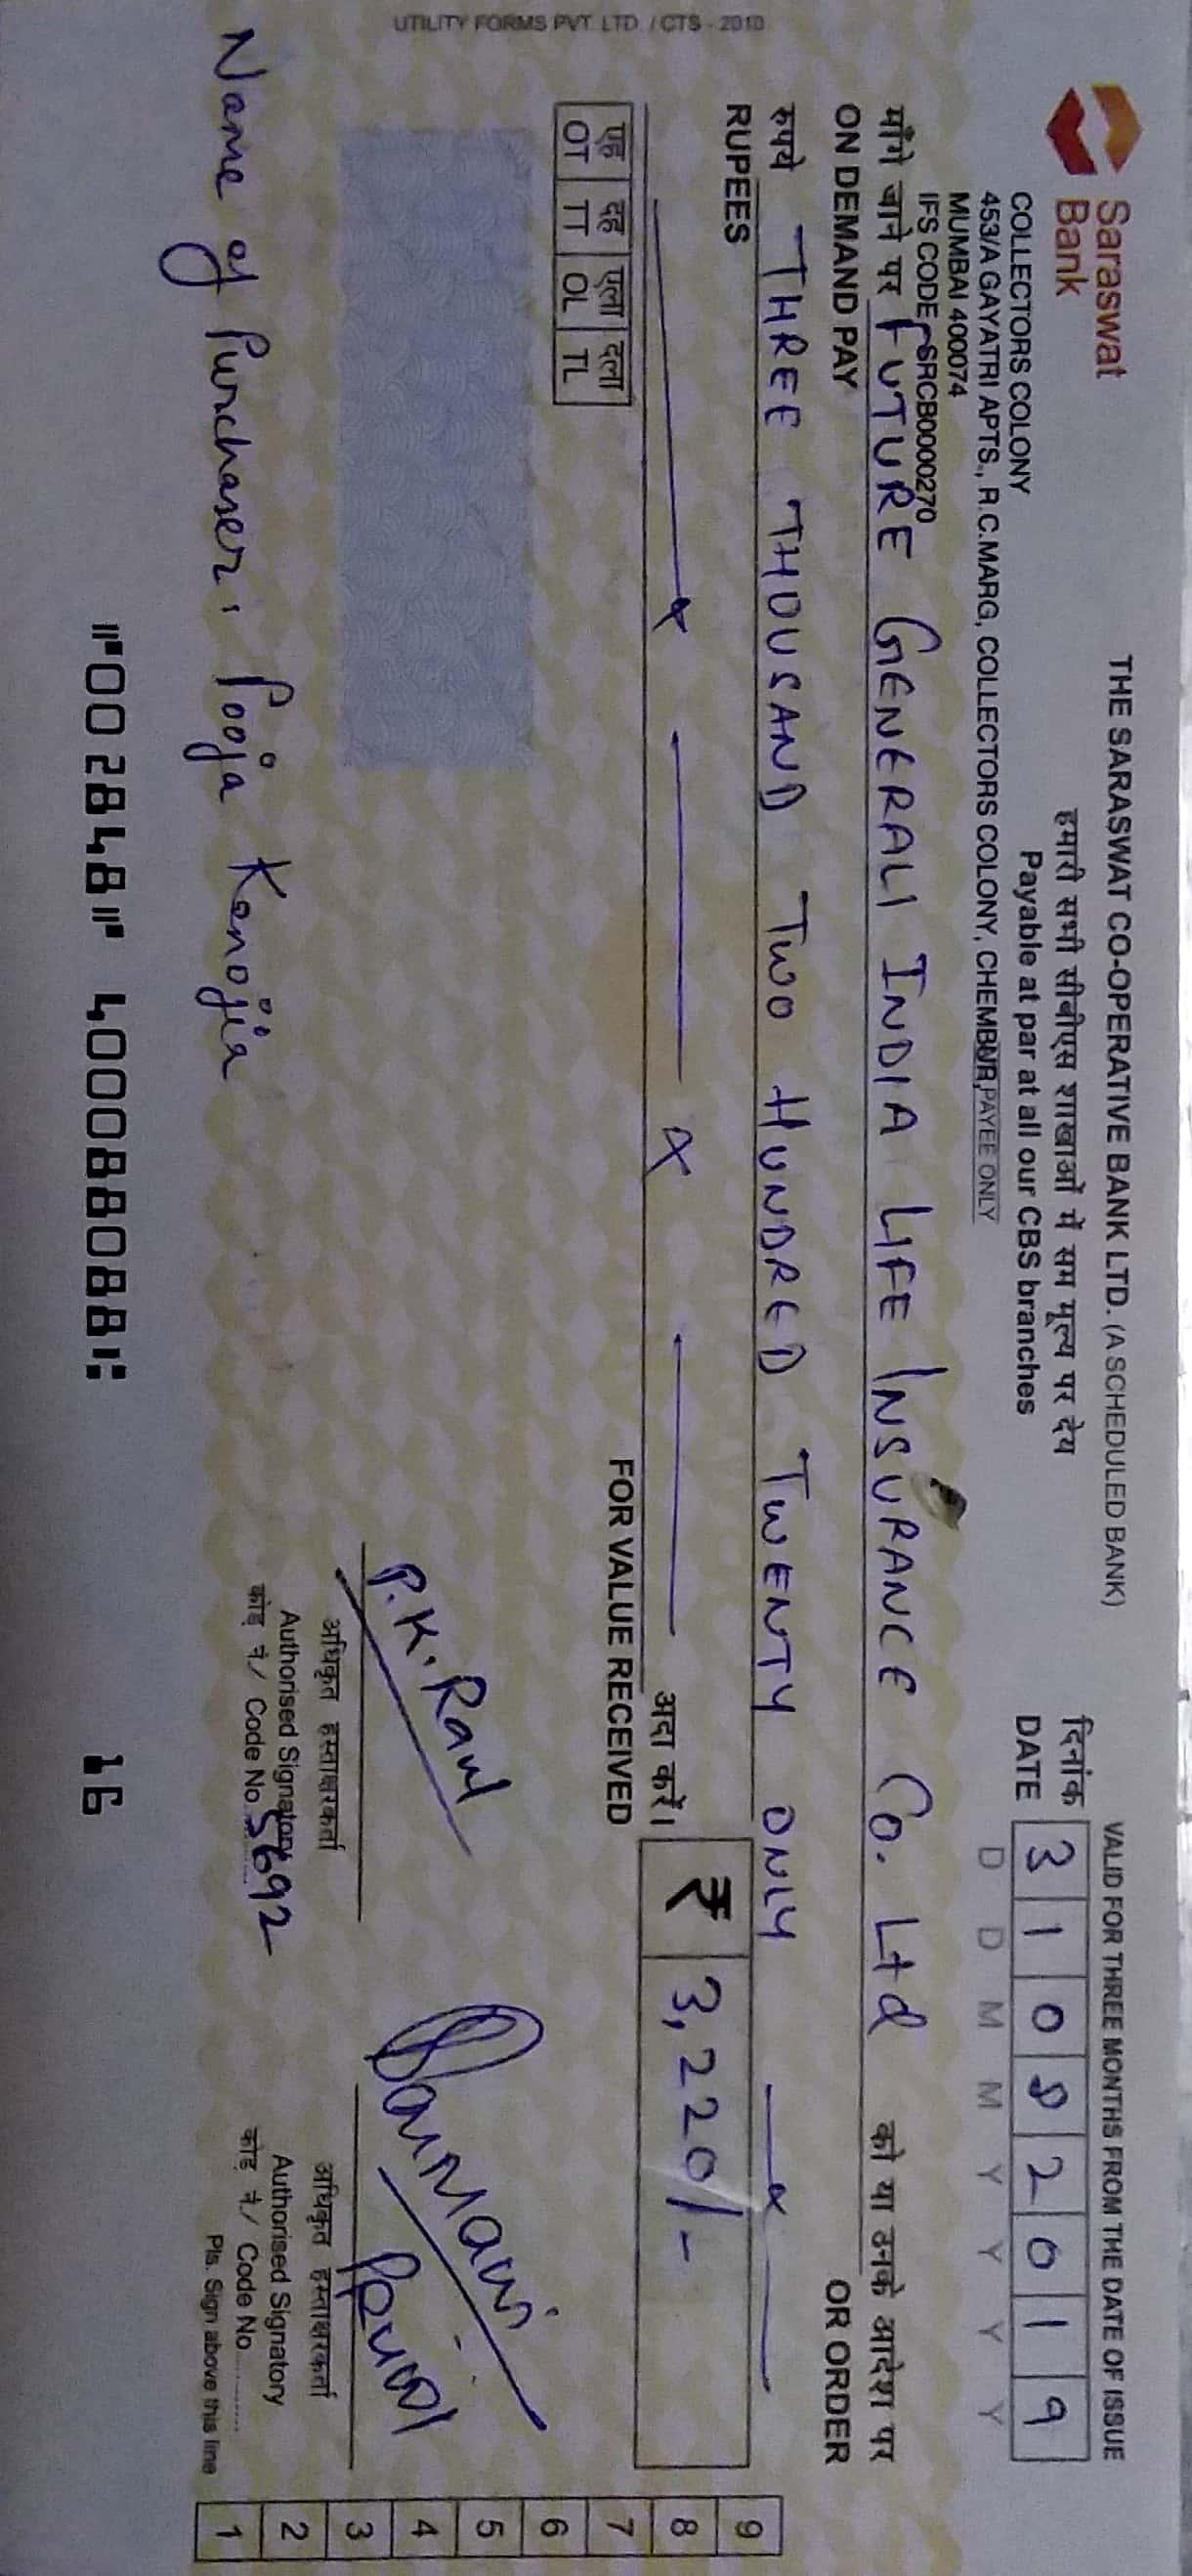 Saraswat
Bank
THE SARASWAT CO-OPERATIVE BANK LTD. (A SCHEDULED BANK)
VALID FOR THREE MONTHS FROM THE DATE OF ISSUE
हमारी सभी सीबीएस शाखाओं में सम मूल्य पर देय
Payable at par at all our CBS branches
दिनांक
DATE 3 1 0 8 2 0 1 9
D D M M Y Y Y Y
COLLECTORS COLONY
453/A GAYATRI APTS., R.C.MARG, COLLECTORS COLONY, CHEMBUR,
PAYEE ONLY
MUMBAI 400074
IFS CODE SRCB0000270
माँगे जाने पर FUTURE GENERALI INDIA LIFE INSURANCE CO. Ltd को या उनके आदेश पर
ON DEMAND PAY
OR ORDER
रुपये THREE THOUSAND TWO HUNDRED TWENTY ONLY
RUPEES
अदा करें।
₹ 3,220/-
FOR VALUE RECEIVED
एह दह एला दला
OT TT OL TL
P.K. Raul
अधिकृत हस्ताक्षरकर्ता अधिकृत हस्ताक्षरकर्ता
Authorised Signatory Authorised Signatory
कोड् नं./ Code No. 5692 कोड् नं./ Code No..........
Pls. Sign above this line
Name of Purchaser: Pooja Kanojia
⑈002848⑈ 400088088⑆ 16
UTILITY FORMS PVT. LTD / CTS - 2010
9
8
7
6
5
4
3
2
1